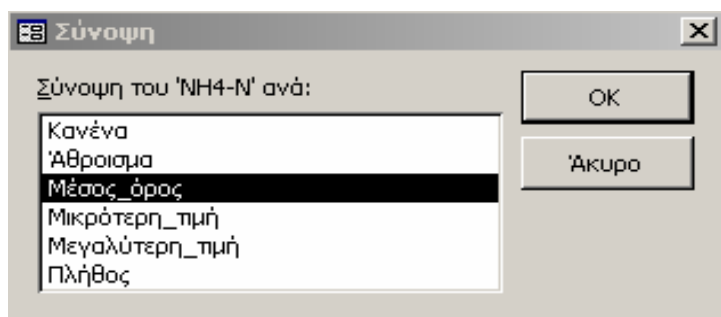 Σύνοψη
Σύνοψη του 'NH4-N' ανά:
Κανένα
Άθροισμα
Μέσος_όρος
Μικρότερη_τιμή
Μεγαλύτερη_τιμή
Πλήθος
OK
Άκυρο